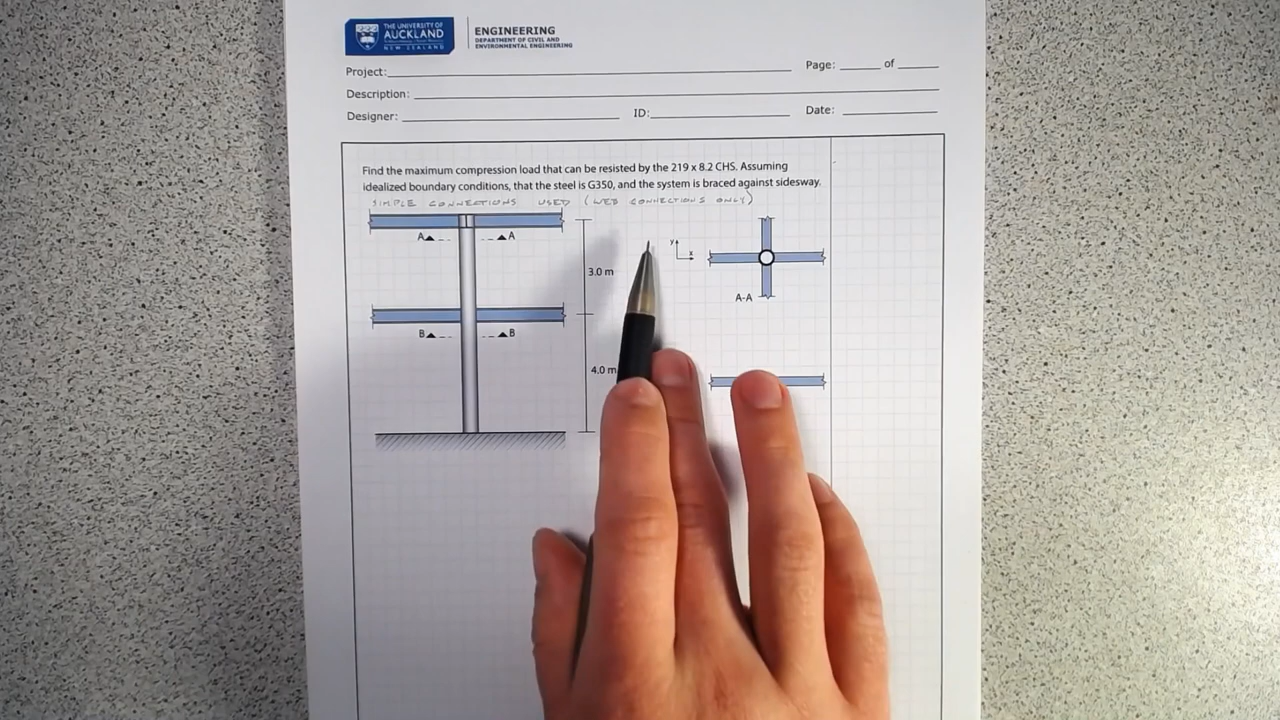 THE UNIVERSITY OF
AUCKLAND
NEW ZEALAND
ENGINEERING
DEPARTMENT OF CIVIL AND
ENVIRONMENTAL ENGINEERING
Project:
Page: of
Description:
Designer: ID: Date:
Find the maximum compression load that can be resisted by the 219 x 8.2 CHS. Assuming
idealized boundary conditions, that the steel is G350, and the system is braced against sidesway.
SIMPLE CONNECTIONS USED (WEB CONNECTIONS ONLY)
A A
3.0 m
y
x
A-A
B B
4.0 m